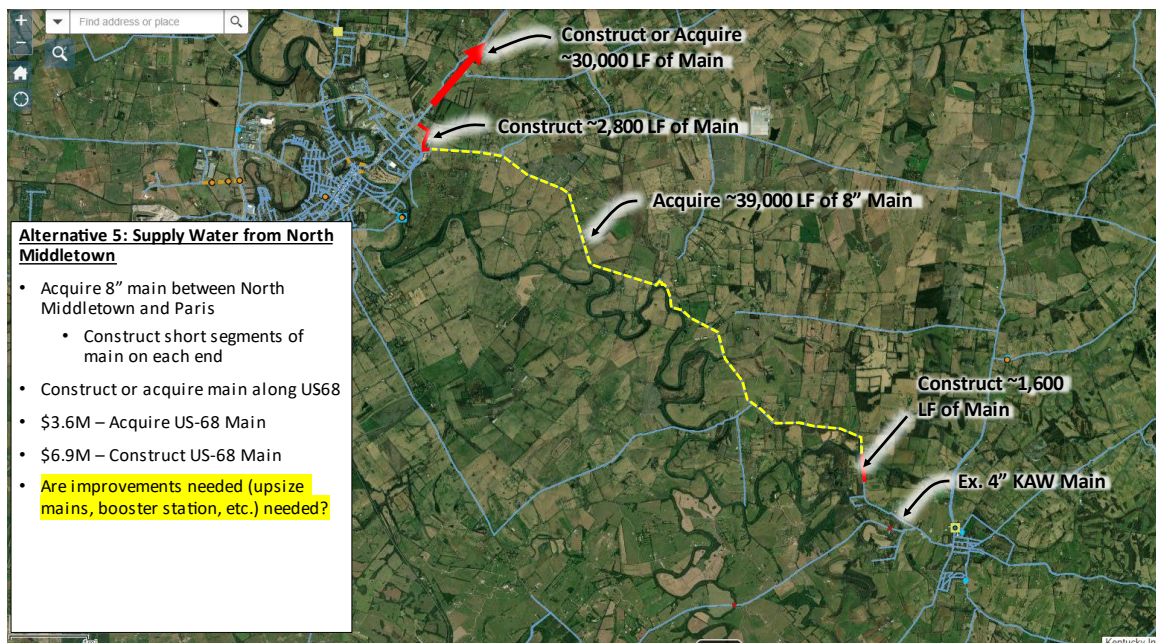 +
−
Find address or place
Construct or Acquire
~30,000 LF of Main
Construct ~2,800 LF of Main
Acquire ~39,000 LF of 8” Main
Alternative 5: Supply Water from North
Middletown
• Acquire 8” main between North
Middletown and Paris
• Construct short segments of
main on each end
• Construct or acquire main along US68
• $3.6M – Acquire US-68 Main
• $6.9M – Construct US-68 Main
• Are improvements needed (upsize
mains, booster station, etc.) needed?
Construct ~1,600
LF of Main
Ex. 4” KAW Main